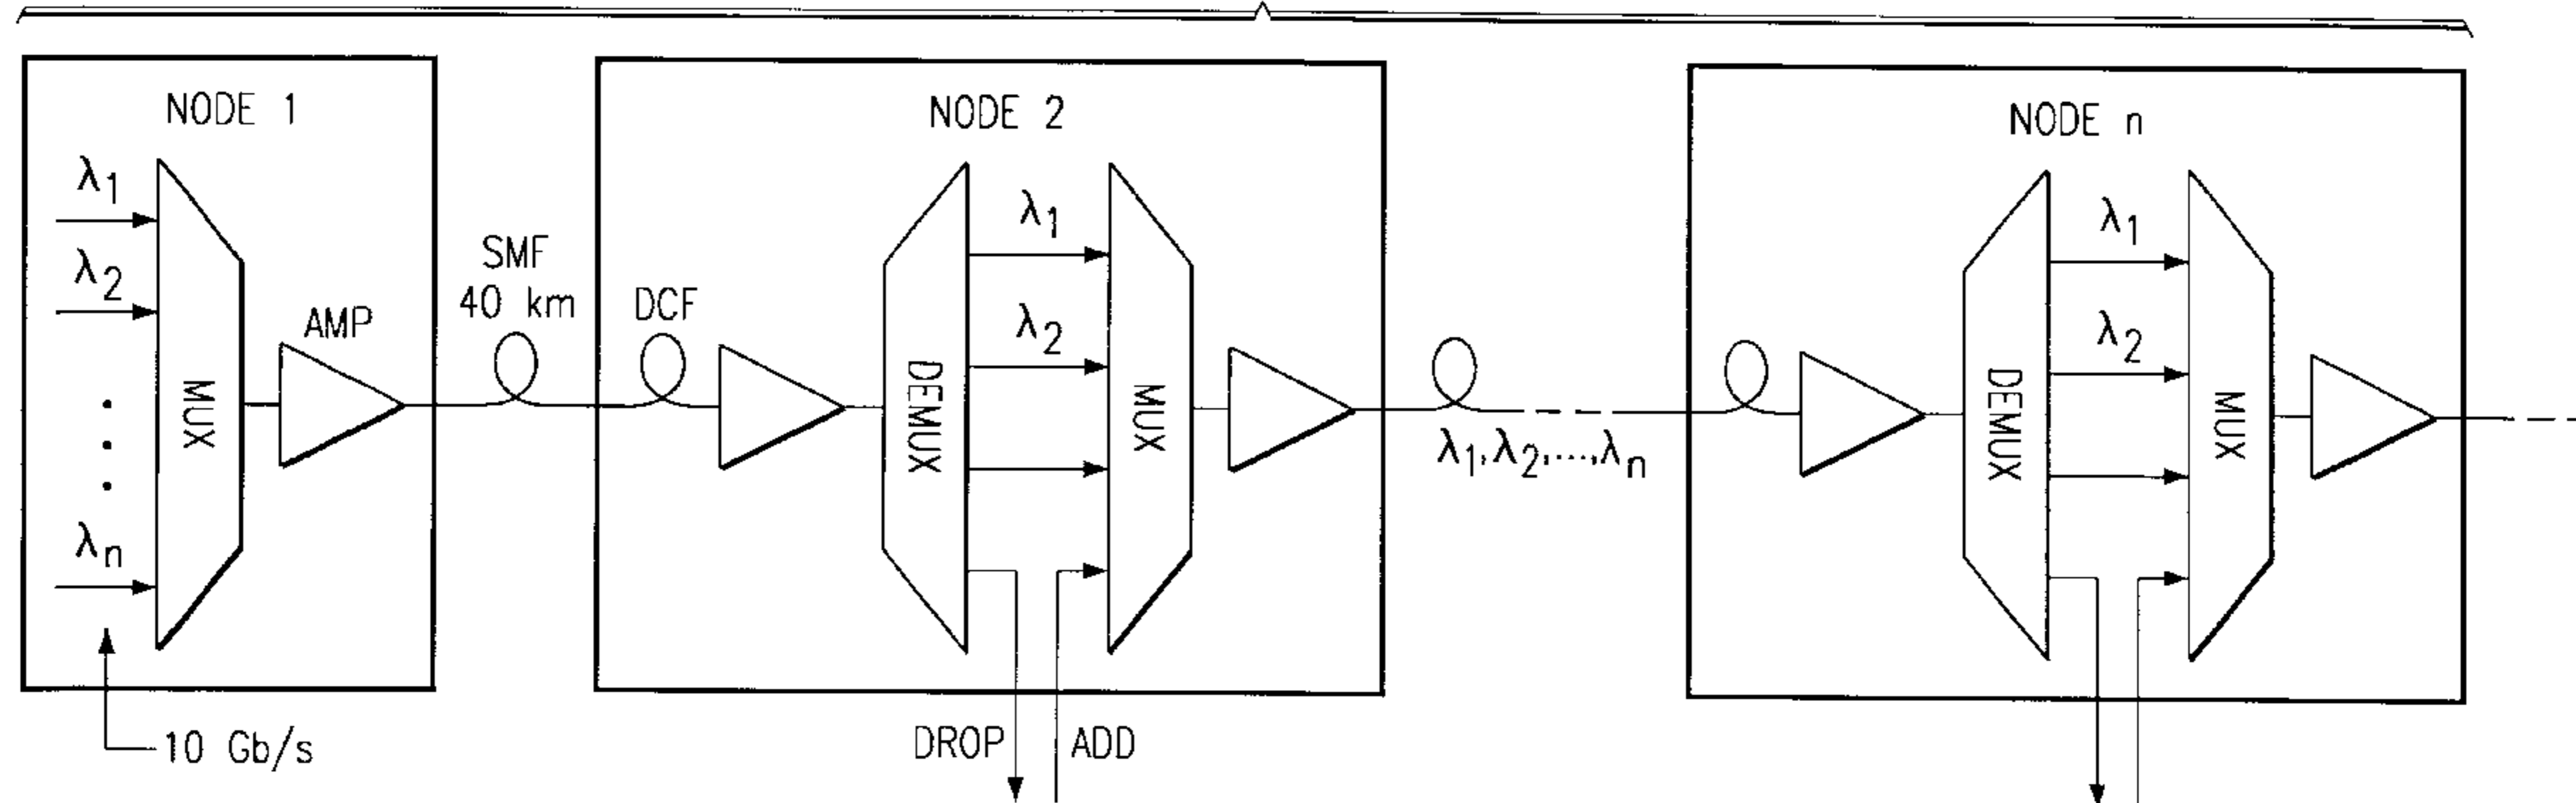 NODE 1
λ1
λ2
λn
MUX
AMP
10 Gb/s
SMF
40 km
NODE 2
DCF
DEMUX
λ1
λ2
MUX
DROP
ADD
λ1,λ2,...,λn
NODE n
DEMUX
λ1
λ2
MUX